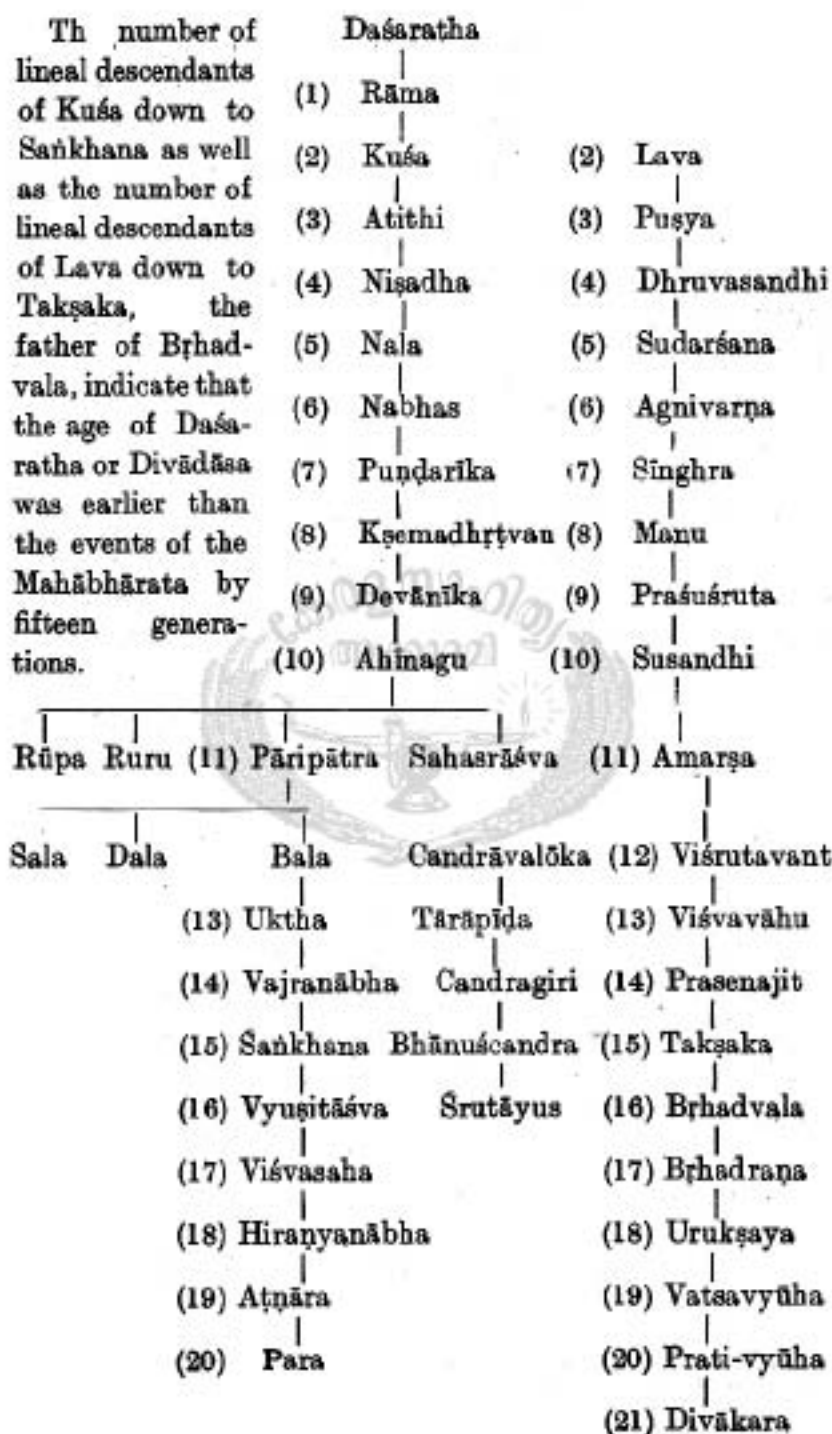 Th number of
lineal descendants
of Kuśa down to
Saṅkhana as well
as the number of
lineal descendants
of Lava down to
Takṣaka, the
father of Bṛhad-
vala, indicate that
the age of Daśa-
ratha or Divādāsa
was earlier than
the events of the
Mahābhārata by
fifteen genera-
tions.
Daśaratha
(1) Rāma
(2) Kuśa (2) Lava
(3) Atithi (3) Puṣya
(4) Niṣadha (4) Dhruvasandhi
(5) Nala (5) Sudarśana
(6) Nabhas (6) Agnivarṇa
(7) Puṇḍarīka (7) Sīnghra
(8) Kṣemadhṛtvan (8) Manu
(9) Devānīka (9) Praśuśruta
(10) Ahīnagu (10) Susandhi
Rūpa Ruru (11) Pāripātra Sahasrāśva (11) Amarṣa
Sala Dala Bala Candrāvalōka (12) Viśrutavant
(13) Uktha Tārāpīḍa (13) Viśvavāhu
(14) Vajranābha Candragiri (14) Prasenajit
(15) Śaṅkhana Bhānuścandra (15) Takṣaka
(16) Vyuṣitāśva Śrutāyus (16) Bṛhadvala
(17) Viśvasaha (17) Bṛhadraṇa
(18) Hiraṇyanābha (18) Urukṣaya
(19) Aṭṇāra (19) Vatsavyūha
(20) Para (20) Prati-vyūha
(21) Divākara